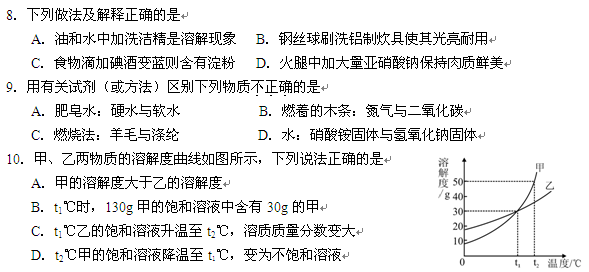 8. 下列做法及解释正确的是
A. 油和水中加洗洁精是溶解现象 B. 钢丝球刷洗铝制炊具使其光亮耐用
C. 食物滴加碘酒变蓝则含有淀粉 D. 火腿中加大量亚硝酸钠保持肉质鲜美
9. 用有关试剂（或方法）区别下列物质不正确的是
A. 肥皂水：硬水与软水 B. 燃着的木条：氮气与二氧化碳
C. 燃烧法：羊毛与涤纶 D. 水：硝酸铵固体与氢氧化钠固体
10. 甲、乙两物质的溶解度曲线如图所示，下列说法正确的是
A. 甲的溶解度大于乙的溶解度
B. t₁℃时，130g 甲的饱和溶液中含有 30g 的甲
C. t₁℃乙的饱和溶液升温至 t₂℃，溶质质量分数变大
D. t₂℃甲的饱和溶液降温至 t₁℃，变为不饱和溶液
溶解度/g
甲
乙
50
40
30
20
10
0 t₁ t₂ 温度/℃